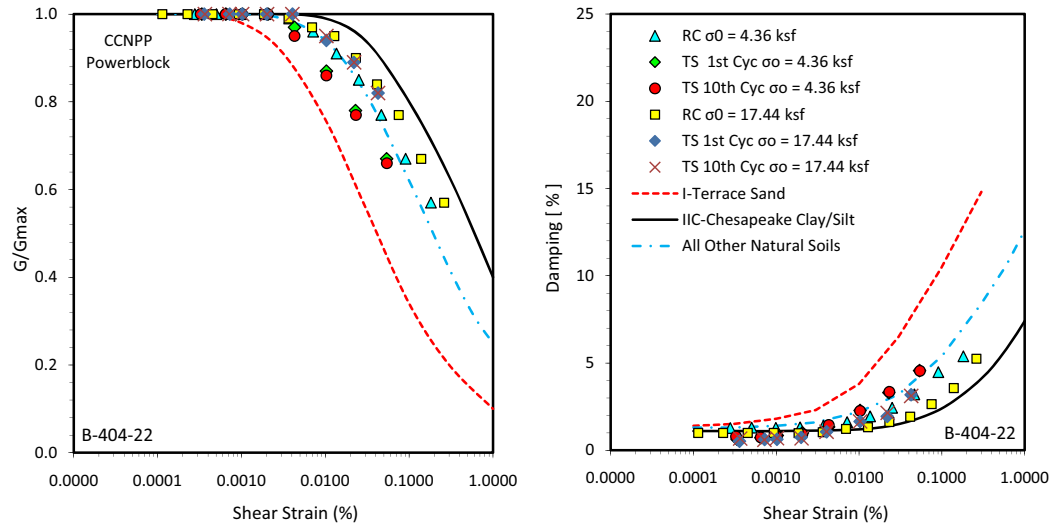 1.0
0.8
0.6
0.4
0.2
0.0
G/Gmax
CCNPP
Powerblock
B-404-22
0.0000 0.0001 0.0010 0.0100 0.1000 1.0000
Shear Strain (%)
25
20
15
10
5
0
Damping [ % ]
RC σ0 = 4.36 ksf
TS 1st Cyc σo = 4.36 ksf
TS 10th Cyc σo = 4.36 ksf
RC σ0 = 17.44 ksf
TS 1st Cyc σo = 17.44 ksf
TS 10th Cyc σo = 17.44 ksf
I-Terrace Sand
IIC-Chesapeake Clay/Silt
All Other Natural Soils
B-404-22
0.0000 0.0001 0.0010 0.0100 0.1000 1.0000
Shear Strain (%)